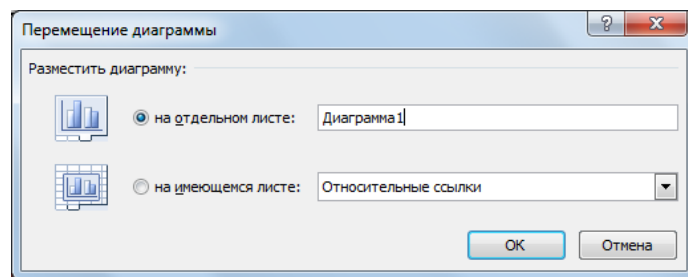 Перемещение диаграммы
Разместить диаграмму:
на отдельном листе: Диаграмма1
на имеющемся листе: Относительные ссылки
ОК Отмена